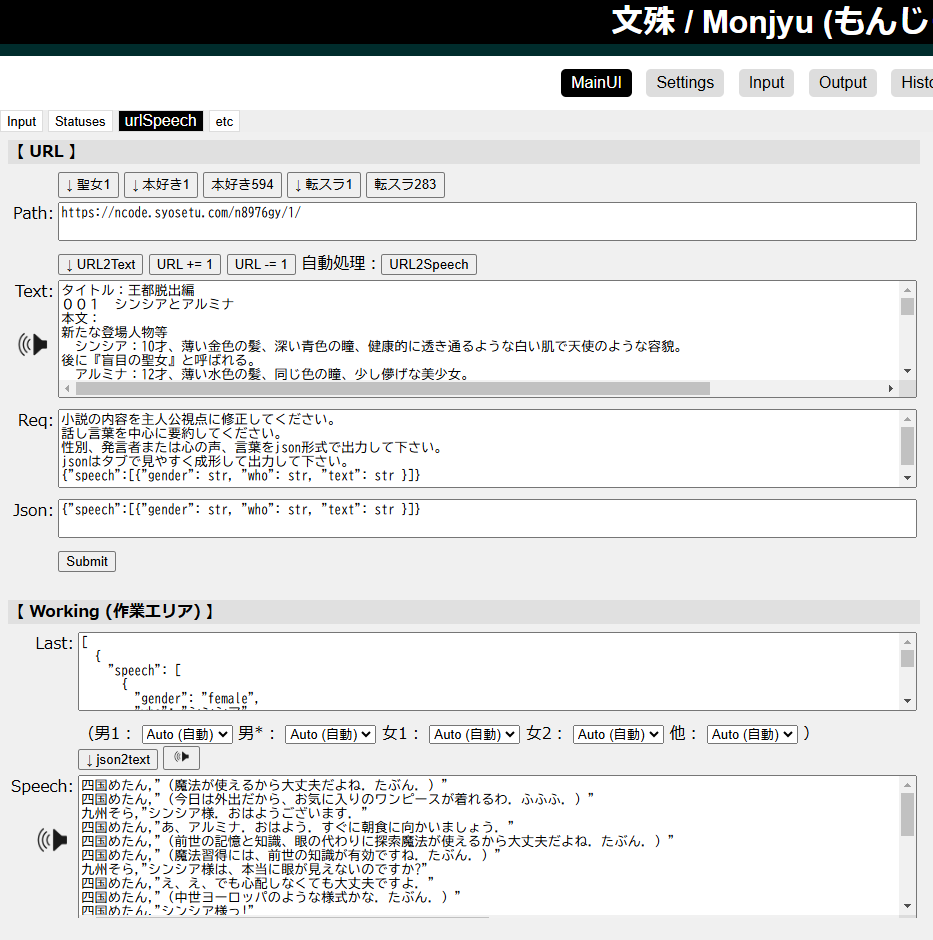 文殊 / Monjyu (もんじ
MainUI Settings Input Output Histo
Input Statuses urlSpeech etc
【 URL 】
↓聖女1 ↓本好き1 本好き594 ↓転スラ1 転スラ283
Path: https://ncode.syosetu.com/n8976gy/1/
↓URL2Text URL += 1 URL -= 1 自動処理： URL2Speech
Text: タイトル：王都脱出編
００１　シンシアとアルミナ
本文：
新たな登場人物等
　シンシア：10才、薄い金色の髪、深い青色の瞳、健康的に透き通るような白い肌で天使のような容貌。
後に『盲目の聖女』と呼ばれる。
　アルミナ：12才、薄い水色の髪、同じ色の瞳、少し儚げな美少女。
Req: 小説の内容を主人公視点に修正してください。
話し言葉を中心に要約してください。
性別、発言者または心の声、言葉をjson形式で出力して下さい。
jsonはタブで見やすく成形して出力して下さい。
{"speech":[{"gender": str, "who": str, "text": str }]}
Json: {"speech":[{"gender": str, "who": str, "text": str }]}
Submit
【 Working (作業エリア) 】
Last: [
{
"speech": [
{
"gender": "female",
（男1： Auto (自動) 男*： Auto (自動) 女1： Auto (自動) 女2： Auto (自動) 他： Auto (自動) ）
↓json2text
Speech: 四国めたん,"（魔法が使えるから大丈夫だよね．たぶん．）"
四国めたん,"（今日は外出だから、お気に入りのワンピースが着れるわ．ふふふ．）"
九州そら,"シンシア様．おはようございます．"
四国めたん,"あ、アルミナ．おはよう．すぐに朝食に向かいましょう．"
四国めたん,"（前世の記憶と知識、眼の代わりに探索魔法が使えるから大丈夫だよね．たぶん．）"
四国めたん,"（魔法習得には、前世の知識が有効ですね．たぶん．）"
九州そら,"シンシア様は、本当に眼が見えないのですか?"
四国めたん,"え、え、でも心配しなくても大丈夫ですよ．"
四国めたん,"（中世ヨーロッパのような様式かな．たぶん．）"
四国めたん,"シンシア様っ!"